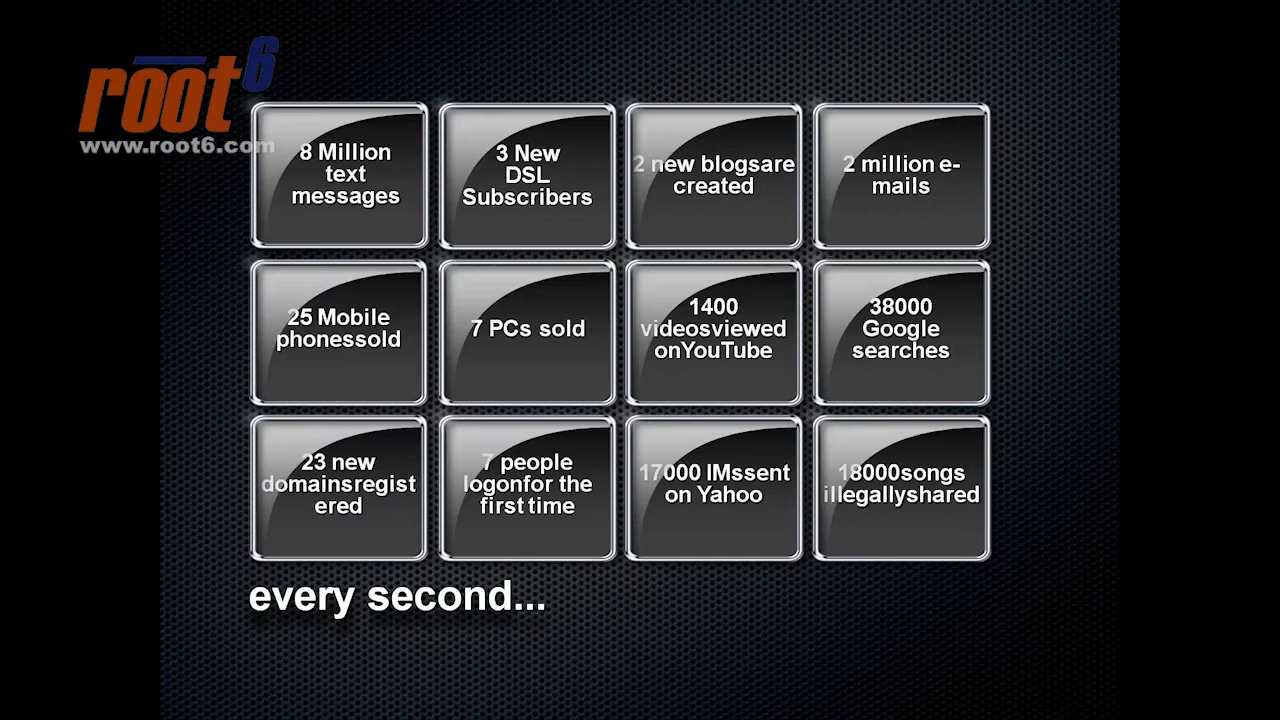 root6
www.root6.com
8 Million
text
messages
3 New
DSL
Subscribers
2 new blogsare
created
2 million e-
mails
25 Mobile
phonessold
7 PCs sold
1400
videosviewed
onYouTube
38000
Google
searches
23 new
domainsregist
ered
7 people
logonfor the
first time
17000 IMssent
on Yahoo
18000songs
illegallyshared
every second...